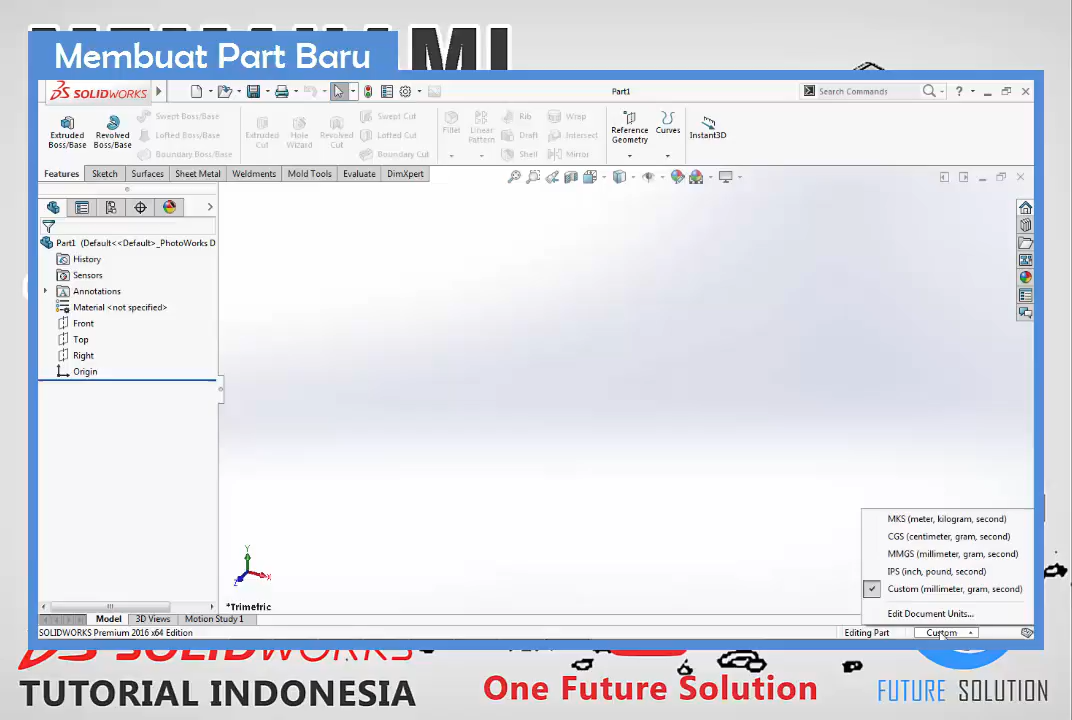 Membuat Part Baru
SOLIDWORKS
Part1
Search Commands
?
Extruded Boss/Base
Revolved Boss/Base
Swept Boss/Base
Lofted Boss/Base
Boundary Boss/Base
Extruded Cut
Hole Wizard
Revolved Cut
Swept Cut
Lofted Cut
Boundary Cut
Fillet
Linear Pattern
Rib
Draft
Shell
Wrap
Intersect
Mirror
Reference Geometry
Curves
Instant3D
Features Sketch Surfaces Sheet Metal Weldments Mold Tools Evaluate DimXpert
Part1 (Default<<Default>_PhotoWorks D
History
Sensors
Annotations
Material <not specified>
Front
Top
Right
Origin
Y
X
Z
*Trimetric
MKS (meter, kilogram, second)
CGS (centimeter, gram, second)
MMGS (millimeter, gram, second)
IPS (inch, pound, second)
Custom (millimeter, gram, second)
Edit Document Units...
Model 3D Views Motion Study 1
SOLIDWORKS Premium 2016 x64 Edition
Editing Part
Custom
SOLIDWORKS
TUTORIAL INDONESIA
One Future Solution
FUTURE SOLUTION